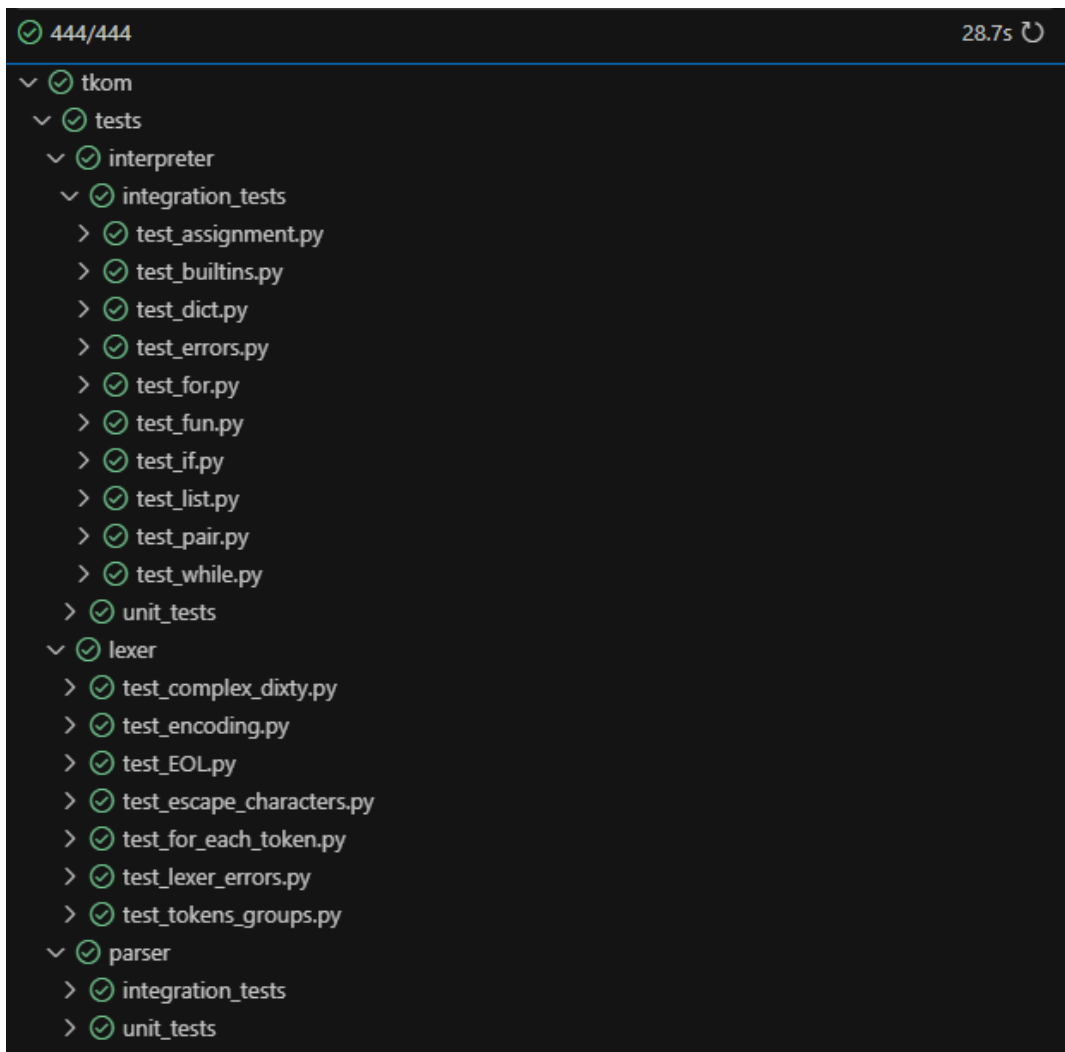 444/444 28.7s
tkom
tests
interpreter
integration_tests
test_assignment.py
test_builtins.py
test_dict.py
test_errors.py
test_for.py
test_fun.py
test_if.py
test_list.py
test_pair.py
test_while.py
unit_tests
lexer
test_complex_dixty.py
test_encoding.py
test_EOL.py
test_escape_characters.py
test_for_each_token.py
test_lexer_errors.py
test_tokens_groups.py
parser
integration_tests
unit_tests